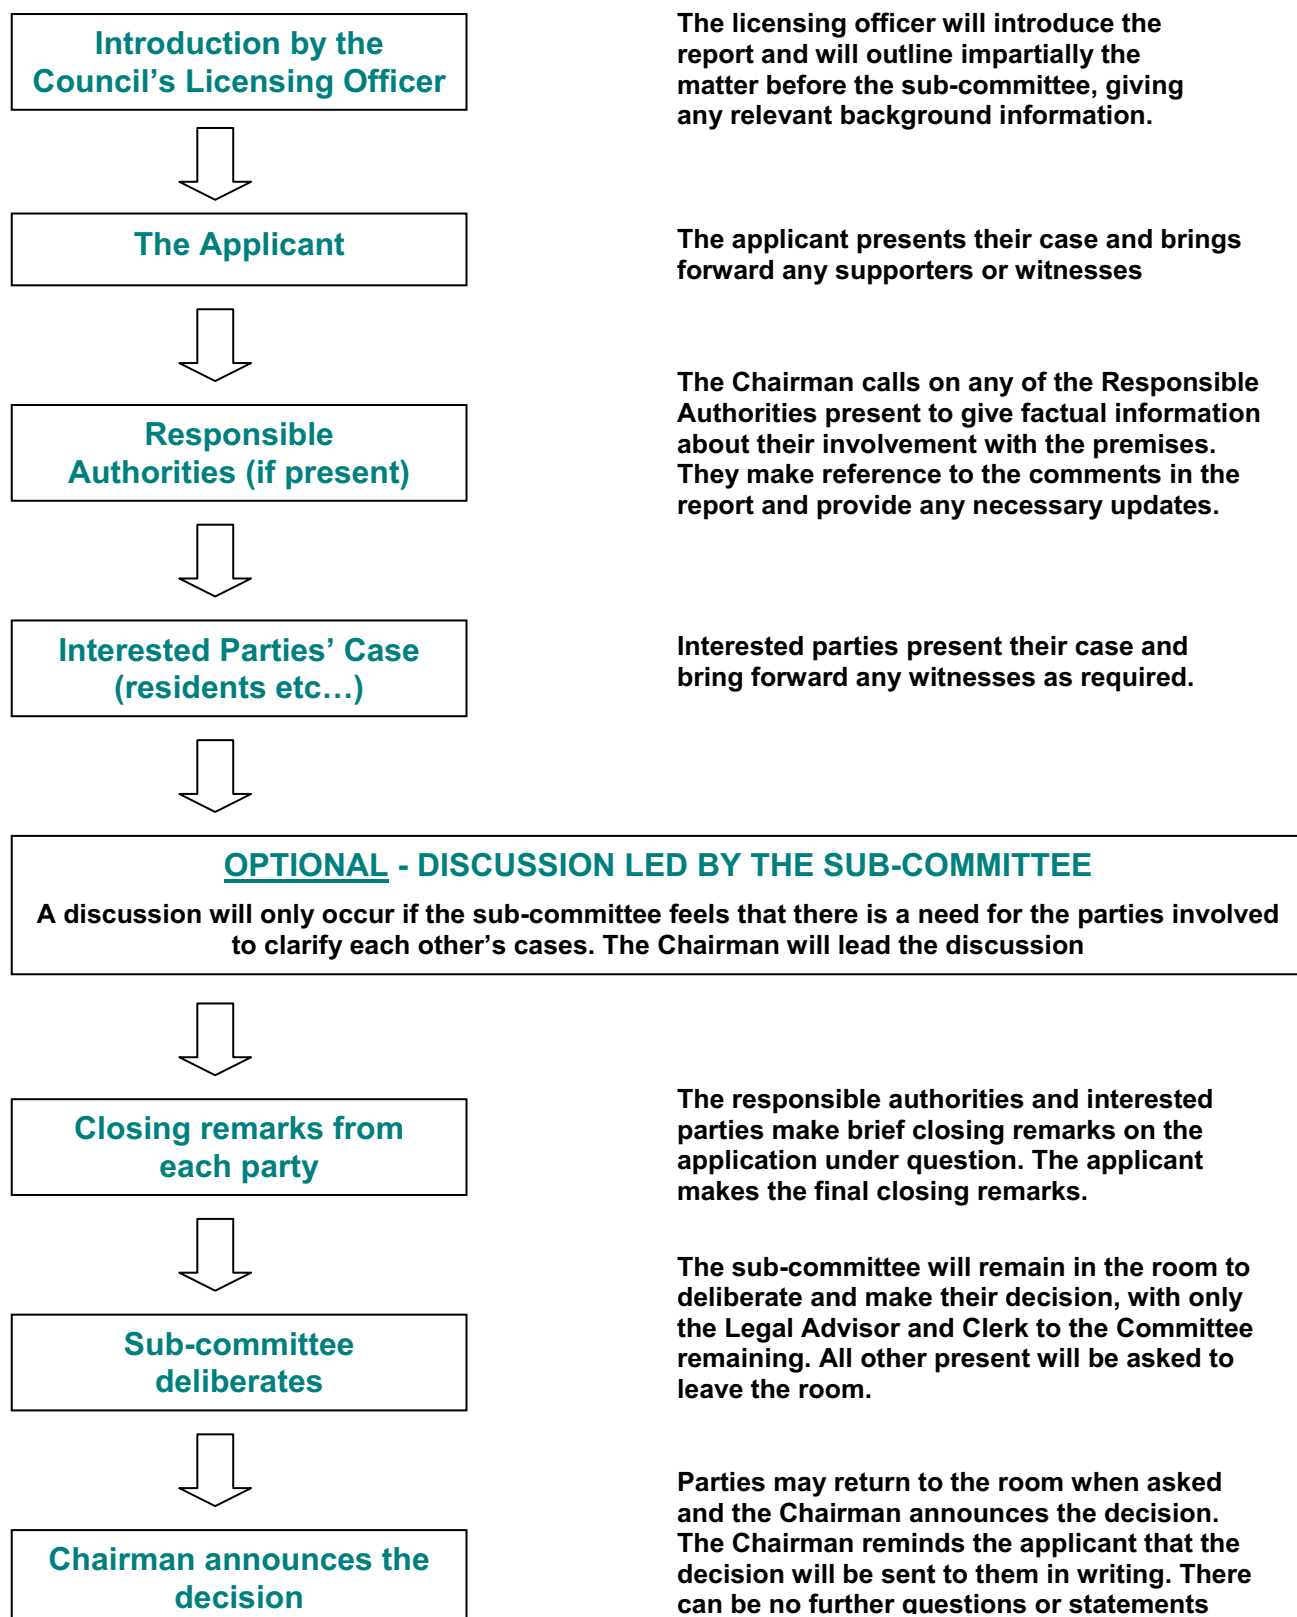 Introduction by the
Council’s Licensing Officer
The licensing officer will introduce the
report and will outline impartially the
matter before the sub-committee, giving
any relevant background information.
The Applicant
The applicant presents their case and brings
forward any supporters or witnesses
Responsible
Authorities (if present)
The Chairman calls on any of the Responsible
Authorities present to give factual information
about their involvement with the premises.
They make reference to the comments in the
report and provide any necessary updates.
Interested Parties’ Case
(residents etc…)
Interested parties present their case and
bring forward any witnesses as required.
OPTIONAL - DISCUSSION LED BY THE SUB-COMMITTEE
A discussion will only occur if the sub-committee feels that there is a need for the parties involved
to clarify each other’s cases. The Chairman will lead the discussion
Closing remarks from
each party
The responsible authorities and interested
parties make brief closing remarks on the
application under question. The applicant
makes the final closing remarks.
Sub-committee
deliberates
The sub-committee will remain in the room to
deliberate and make their decision, with only
the Legal Advisor and Clerk to the Committee
remaining. All other present will be asked to
leave the room.
Chairman announces the
decision
Parties may return to the room when asked
and the Chairman announces the decision.
The Chairman reminds the applicant that the
decision will be sent to them in writing. There
can be no further questions or statements